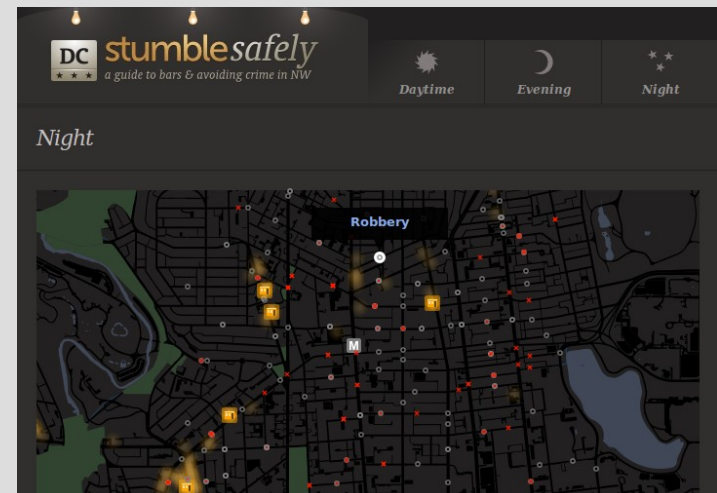 DC
stumblesafely
a guide to bars & avoiding crime in NW
Daytime
Evening
Night
Night
Robbery
M